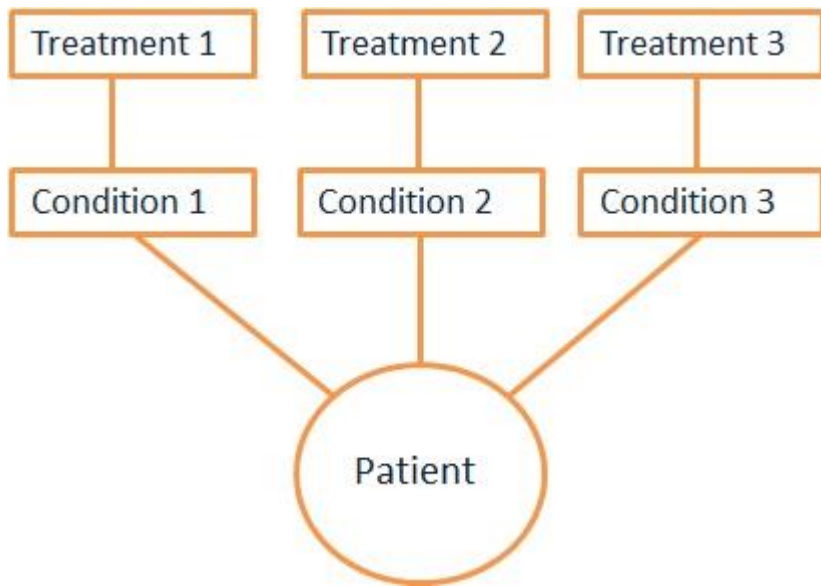 Treatment 1
Treatment 2
Treatment 3
Condition 1
Condition 2
Condition 3
Patient